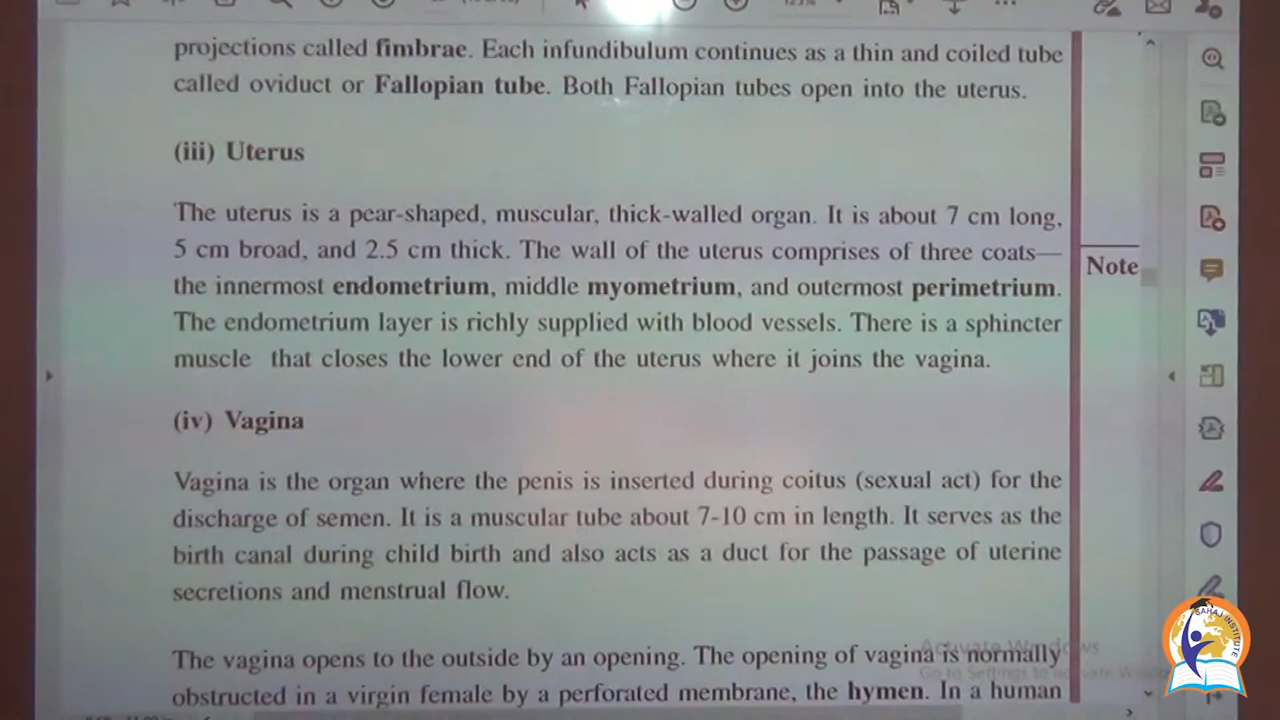 projections called fimbrae. Each infundibulum continues as a thin and coiled tube
called oviduct or Fallopian tube. Both Fallopian tubes open into the uterus.
(iii) Uterus
The uterus is a pear-shaped, muscular, thick-walled organ. It is about 7 cm long,
5 cm broad, and 2.5 cm thick. The wall of the uterus comprises of three coats—
the innermost endometrium, middle myometrium, and outermost perimetrium.
The endometrium layer is richly supplied with blood vessels. There is a sphincter
muscle that closes the lower end of the uterus where it joins the vagina.
Note
(iv) Vagina
Vagina is the organ where the penis is inserted during coitus (sexual act) for the
discharge of semen. It is a muscular tube about 7-10 cm in length. It serves as the
birth canal during child birth and also acts as a duct for the passage of uterine
secretions and menstrual flow.
The vagina opens to the outside by an opening. The opening of vagina is normally
obstructed in a virgin female by a perforated membrane, the hymen. In a human
Activate Windows
Go to Settings to activate Windo
SAHAJ INSTITUTE